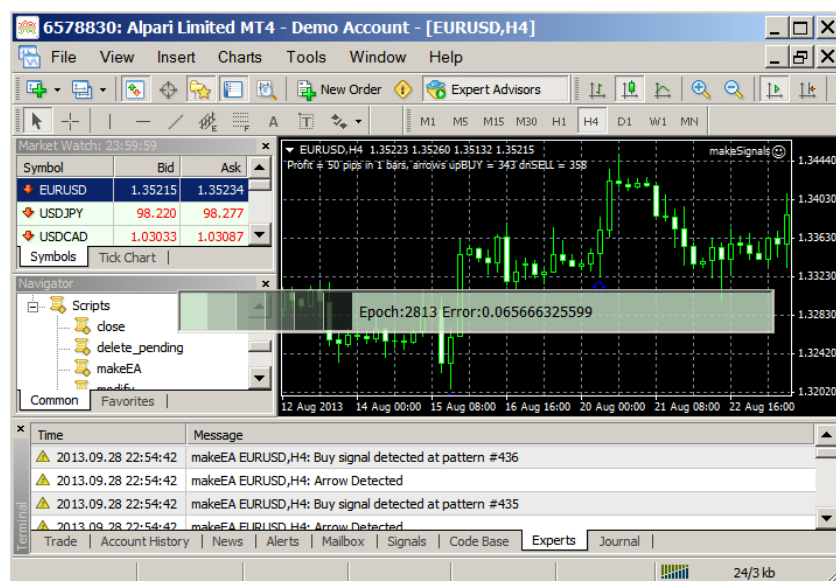 6578830: Alpari Limited MT4 - Demo Account - [EURUSD,H4]
File View Insert Charts Tools Window Help
New Order Expert Advisors
A T M1 M5 M15 M30 H1 H4 D1 W1 MN
Market Watch: 23:59:59
Symbol Bid Ask
EURUSD 1.35215 1.35234
USDJPY 98.220 98.277
USDCAD 1.03033 1.03087
Symbols Tick Chart
Navigator
Scripts
close
delete_pending
makeEA
modify
Common Favorites
EURUSD,H4 1.35223 1.35260 1.35132 1.35215
makeSignals
Profit = 50 pips in 1 bars, arrows upBUY = 343 dnSELL = 358
1.34440
1.34030
1.33630
1.33230
1.32830
1.32420
1.32020
Epoch:2813 Error:0.065666325599
12 Aug 2013 14 Aug 00:00 15 Aug 08:00 16 Aug 16:00 20 Aug 00:00 21 Aug 08:00 22 Aug 16:00
Time Message
2013.09.28 22:54:42 makeEA EURUSD,H4: Buy signal detected at pattern #436
2013.09.28 22:54:42 makeEA EURUSD,H4: Arrow Detected
2013.09.28 22:54:42 makeEA EURUSD,H4: Buy signal detected at pattern #435
2013.09.28 22:54:42 makeEA EURUSD,H4: Arrow Detected
Terminal
Trade Account History News Alerts Mailbox Signals Code Base Experts Journal
24/3 kb